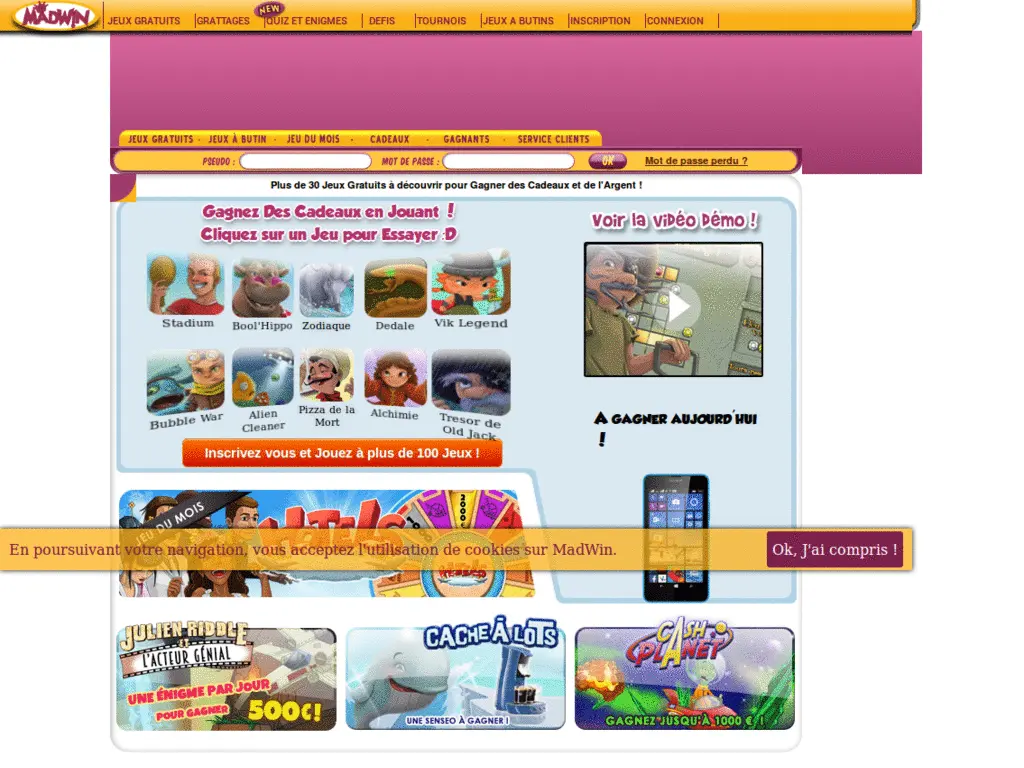 MADWIN
NEW
JEUX GRATUITS GRATTAGES QUIZ ET ENIGMES DEFIS TOURNOIS JEUX A BUTINS INSCRIPTION CONNEXION
JEUX GRATUITS - JEUX À BUTIN - JEU DU MOIS - CADEAUX - GAGNANTS - SERVICE CLIENTS
PSEUDO : MOT DE PASSE : OK Mot de passe perdu ?
Plus de 30 Jeux Gratuits à découvrir pour Gagner des Cadeaux et de l'Argent !
Gagnez Des Cadeaux en Jouant !
Cliquez sur un Jeu pour Essayer :D
Voir la Vidéo Démo !
Stadium Bool'Hippo Zodiaque Dedale Vik Legend
Bubble War
Alien
Cleaner
Pizza de la
Mort
Alchimie
Tresor de
Old Jack
A gagner aujourd'hui
!
Inscrivez vous et Jouez à plus de 100 Jeux !
JEU DU MOIS
HOTELS
En poursuivant votre navigation, vous acceptez l'utilisation de cookies sur MadWin.
Ok, J'ai compris !
JULIEN RIDDLE
et
L'ACTEUR GÉNIAL
UNE ÉNIGME PAR JOUR
POUR GAGNER 500€!
CACHE À LOTS
UNE SENSEO À GAGNER !
CASH PLANET
GAGNEZ JUSQU'À 1000 € !